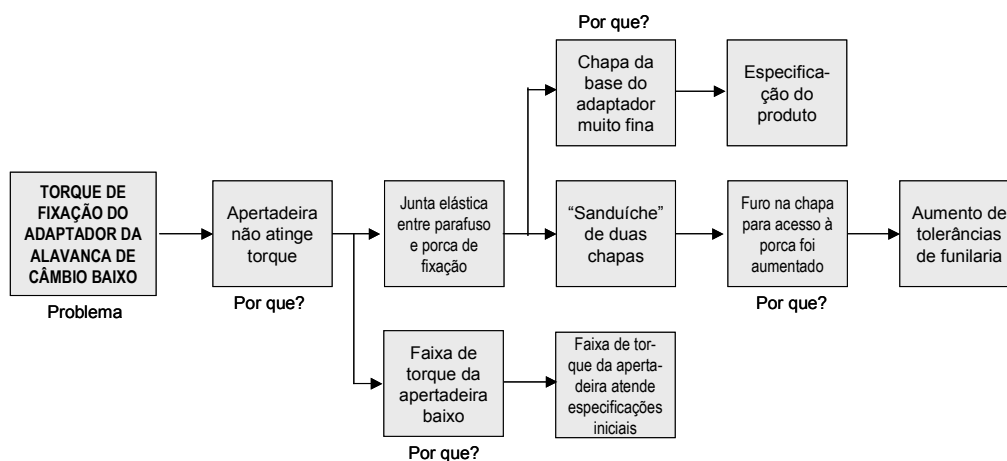 Por que?
Chapa da
base do
adaptador
muito fina
Especifica-
ção do
produto
TORQUE DE
FIXAÇÃO DO
ADAPTADOR DA
ALAVANCA DE
CÂMBIO BAIXO
Problema
Apertadeira
não atinge
torque
Por que?
Junta elástica
entre parafuso
e porca de
fixação
“Sanduíche”
de duas
chapas
Furo na chapa
para acesso à
porca foi
aumentado
Por que?
Aumento de
tolerâncias
de funilaria
Faixa de
torque da
apertadeira
baixo
Por que?
Faixa de tor-
que da aperta-
deira atende
especificações
iniciais